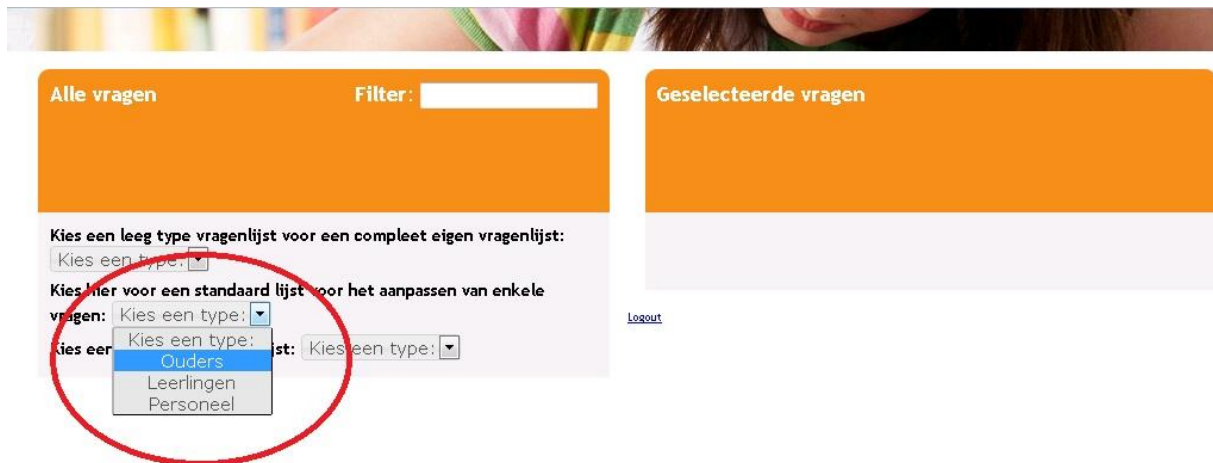 Alle vragen
Filter:
Geselecteerde vragen
Kies een leeg type vragenlijst voor een compleet eigen vragenlijst:
Kies een type:
Kies hier voor een standaard lijst voor het aanpassen van enkele
vragen: Kies een type:
Kies een type:
Ouders
Leerlingen
Personeel
Kies een
jst: Kies een type:
Logout